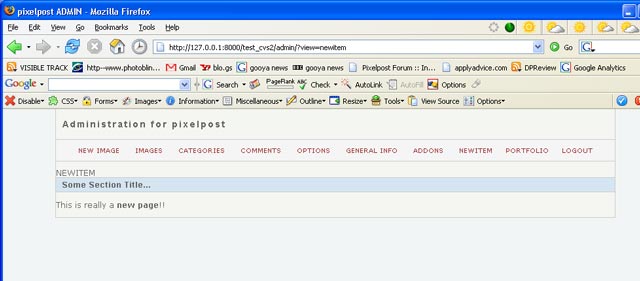 pixelpost ADMIN - Mozilla Firefox
File Edit View Go Bookmarks Tools Help
http://127.0.0.1:8000/test_cvs2/admin/?view=newitem Go
VISIBLE TRACK http--www.photoblin... Gmail blo.gs gooya news gooya news Pixelpost Forum :: In... applyadvice.com DPReview Google Analytics
Google Search PageRank ABC Check AutoLink AutoFill Options
Disable CSS Forms Images Information Miscellaneous Outline Resize Tools View Source Options
Administration for pixelpost
NEW IMAGE IMAGES CATEGORIES COMMENTS OPTIONS GENERAL INFO ADDONS NEWITEM PORTFOLIO LOGOUT
NEWITEM
Some Section Title...
This is really a new page!!